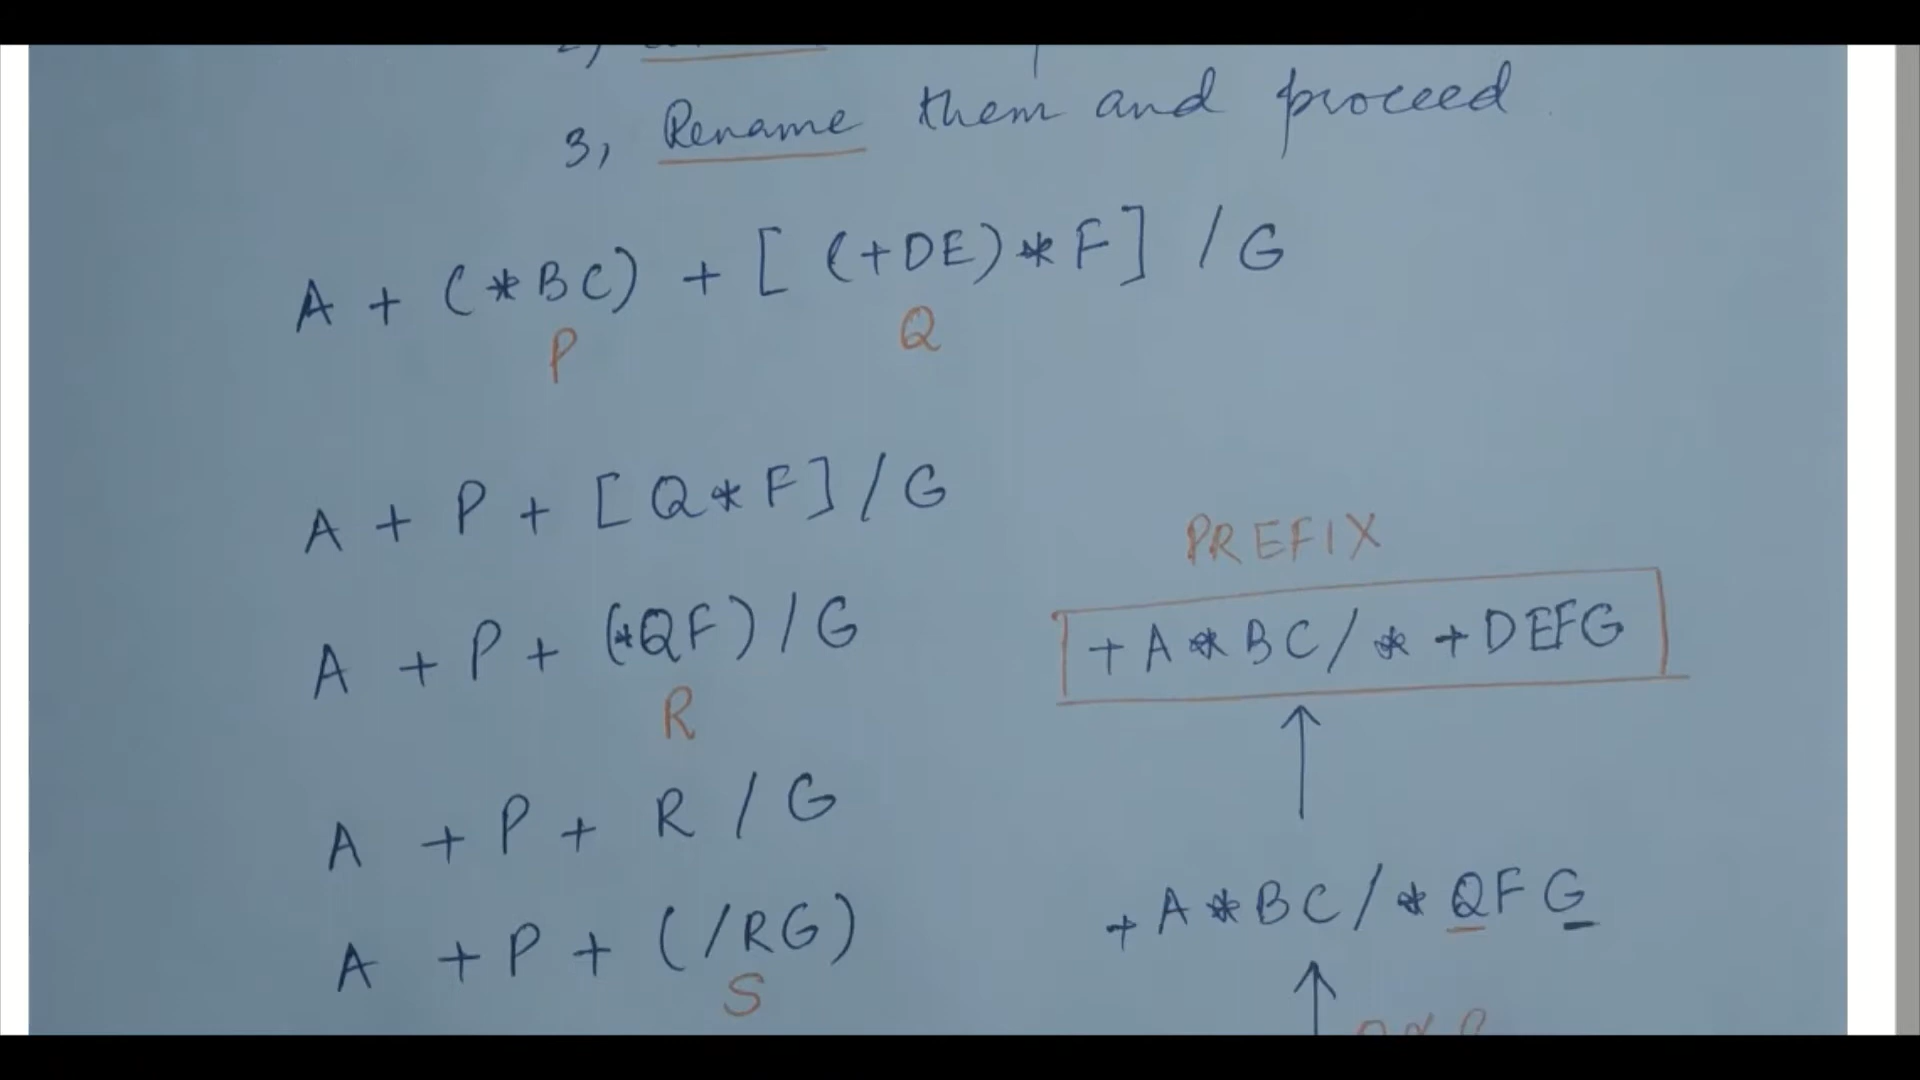 3, Rename them and proceed
A + (*BC) + [ (+DE) * F ] / G
P
Q
A + P + [ Q * F ] / G
A + P + (*QF) / G
R
A + P + R / G
A + P + (/RG)
S
PREFIX
+A*BC/*+DEFG
+A*BC/*QFG